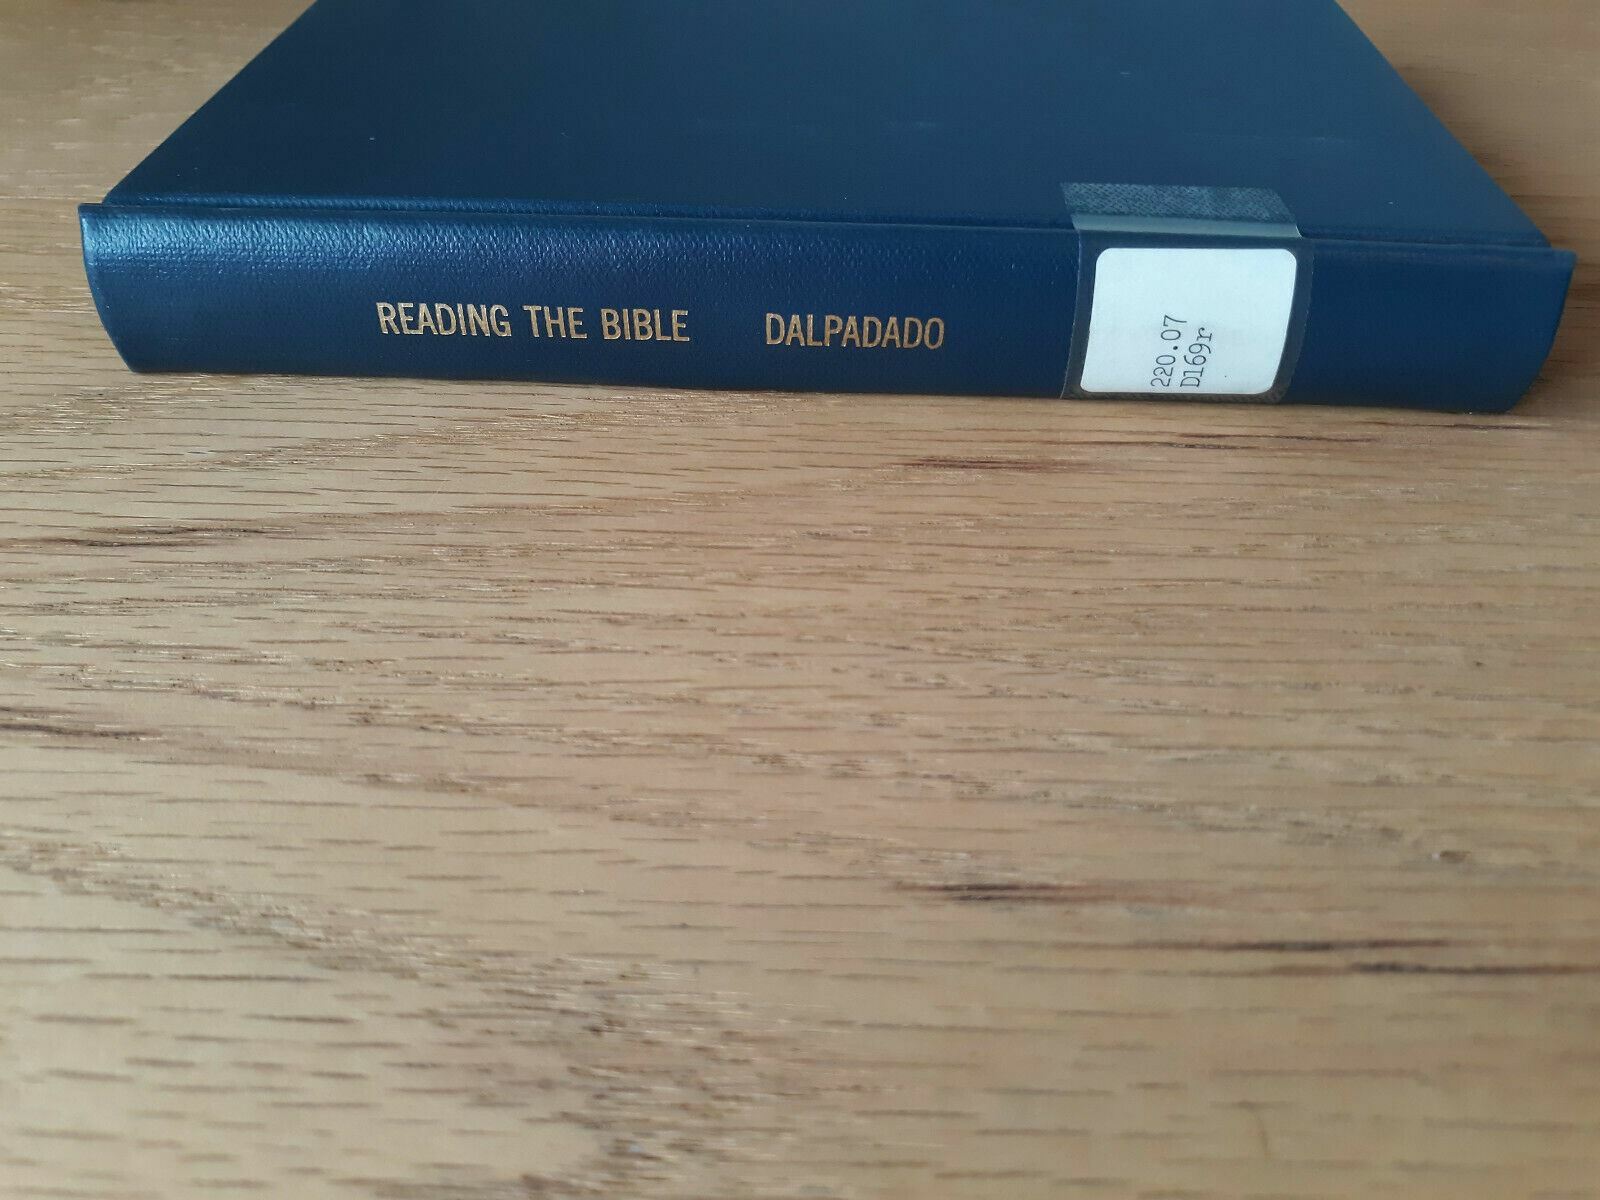 READING THE BIBLE DALPADADO
220.07
D169r